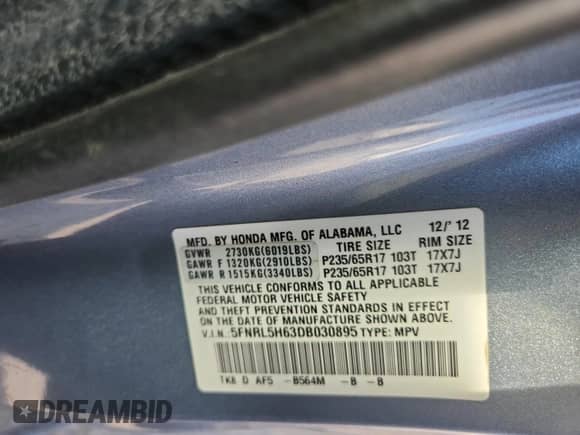 MFD. BY HONDA MFG. OF ALABAMA, LLC 12/' 12
GVWR 2730KG(6019LBS) TIRE SIZE RIM SIZE
GAWR F 1320KG(2910LBS) P235/65R17 103T 17X7J
GAWR R 1515KG(3340LBS) P235/65R17 103T 17X7J
THIS VEHICLE CONFORMS TO ALL APPLICABLE
FEDERAL MOTOR VEHICLE SAFETY
AND THEFT PREVENTION STANDARDS IN EFFECT
ON THE DATE OF MANUFACTURE SHOWN ABOVE.
V.I.N.: 5FNRL5H63DB030895 TYPE: MPV
TK8 D AF5 -B564M -B -B
DREAMBID